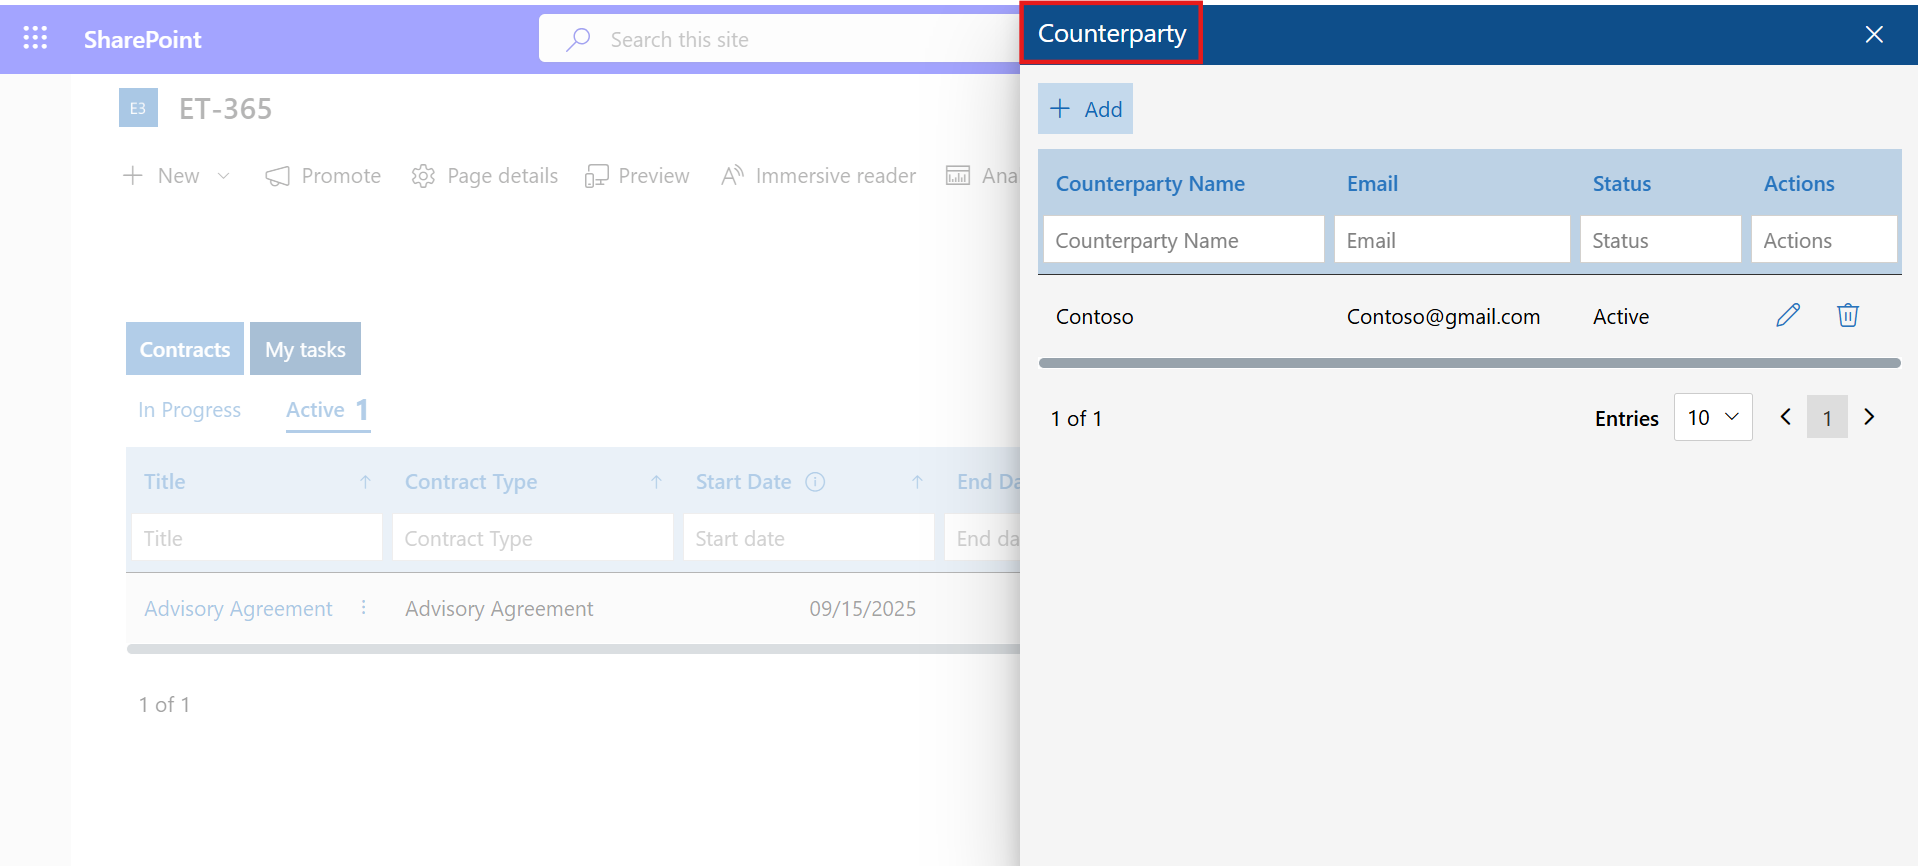 SharePoint
Search this site
E3
ET-365
New
Promote
Page details
Preview
Immersive reader
Ana
Contracts
My tasks
In Progress
Active 1
Title
Contract Type
Start Date
End Da
Title
Contract Type
Start date
End da
Advisory Agreement
Advisory Agreement
09/15/2025
1 of 1
Counterparty
Add
Counterparty Name
Email
Status
Actions
Counterparty Name
Email
Status
Actions
Contoso
Contoso@gmail.com
Active
1 of 1
Entries
10
1